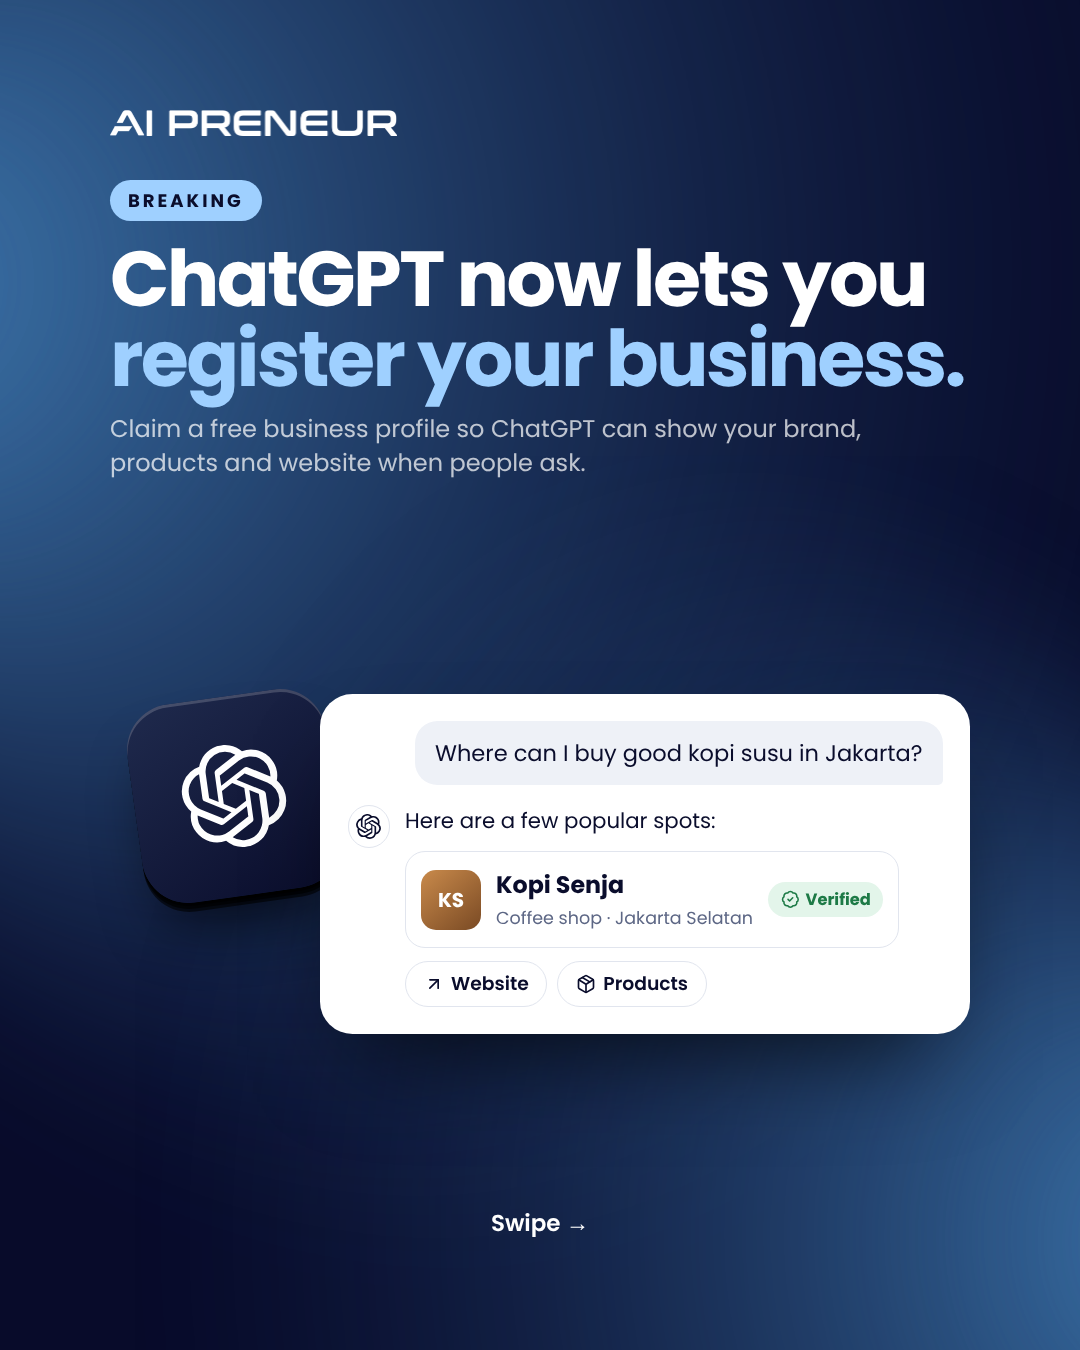 AI PRENEUR
BREAKING
ChatGPT now lets you
register your business.
Claim a free business profile so ChatGPT can show your brand,
products and website when people ask.
Where can I buy good kopi susu in Jakarta?
Here are a few popular spots:
KS
Kopi Senja
Coffee shop · Jakarta Selatan
Verified
Website
Products
Swipe →